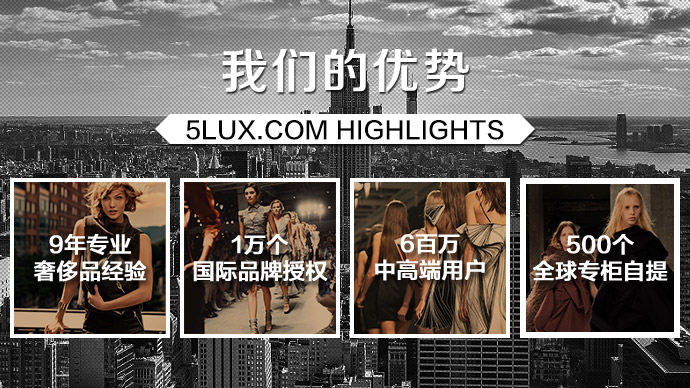 我们的优势
5LUX.COM HIGHLIGHTS
9年专业
奢侈品经验
1万个
国际品牌授权
6百万
中高端用户
500个
全球专柜自提